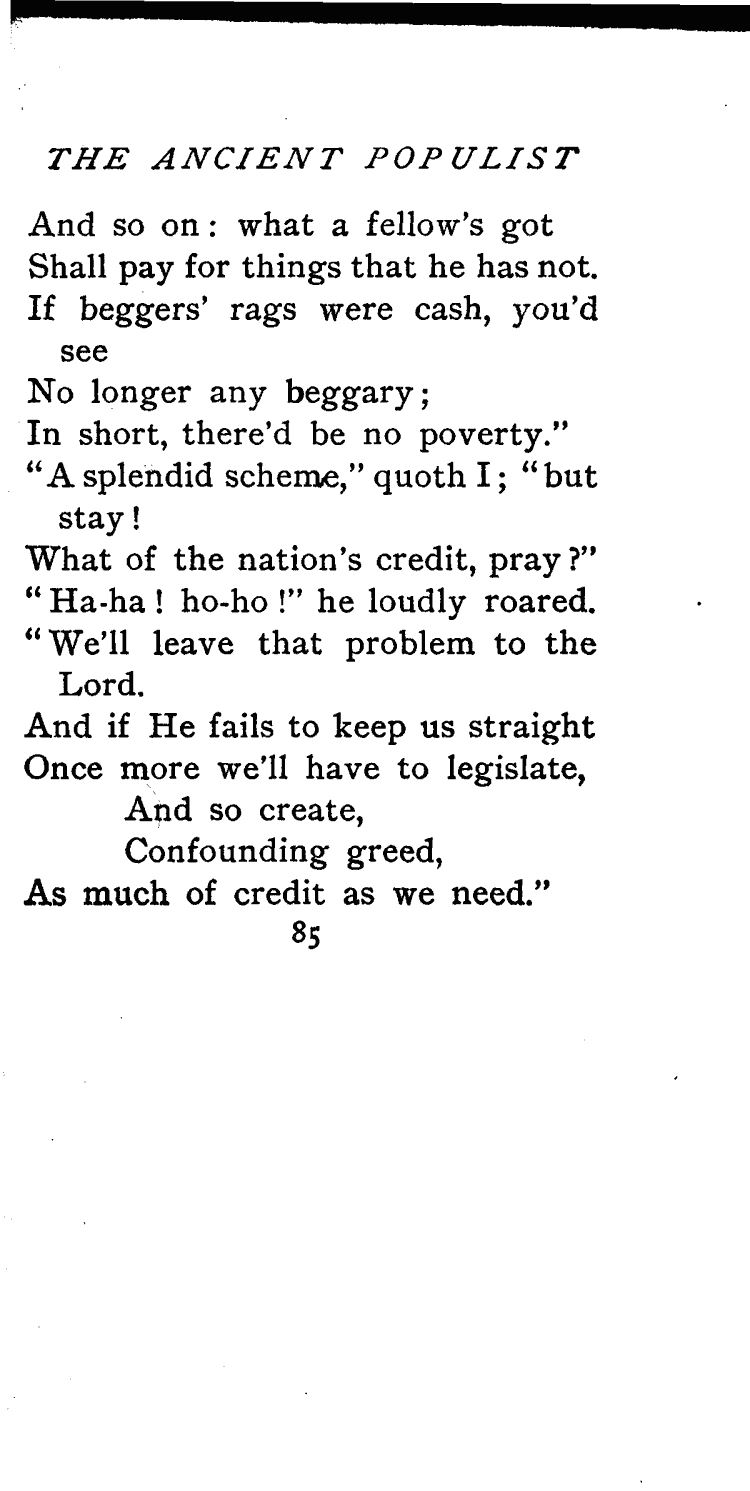 THE ANCIENT POPULIST
And so on: what a fellow's got
Shall pay for things that he has not.
If beggers' rags were cash, you'd
see
No longer any beggary;
In short, there'd be no poverty."
"A splendid scheme," quoth I; "but
stay!
What of the nation's credit, pray?"
"Ha-ha! ho-ho!" he loudly roared.
"We'll leave that problem to the
Lord.
And if He fails to keep us straight
Once more we'll have to legislate,
And so create,
Confounding greed,
As much of credit as we need."
85